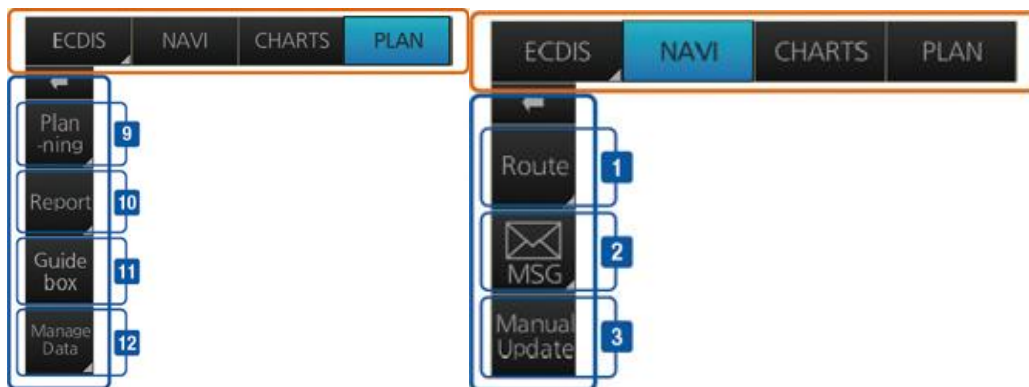 ECDIS NAVI CHARTS PLAN
Plan
-ning
9
Report
10
Guide
box
11
Manage
Data
12
ECDIS NAVI CHARTS PLAN
Route
1
MSG
2
Manual
Update
3